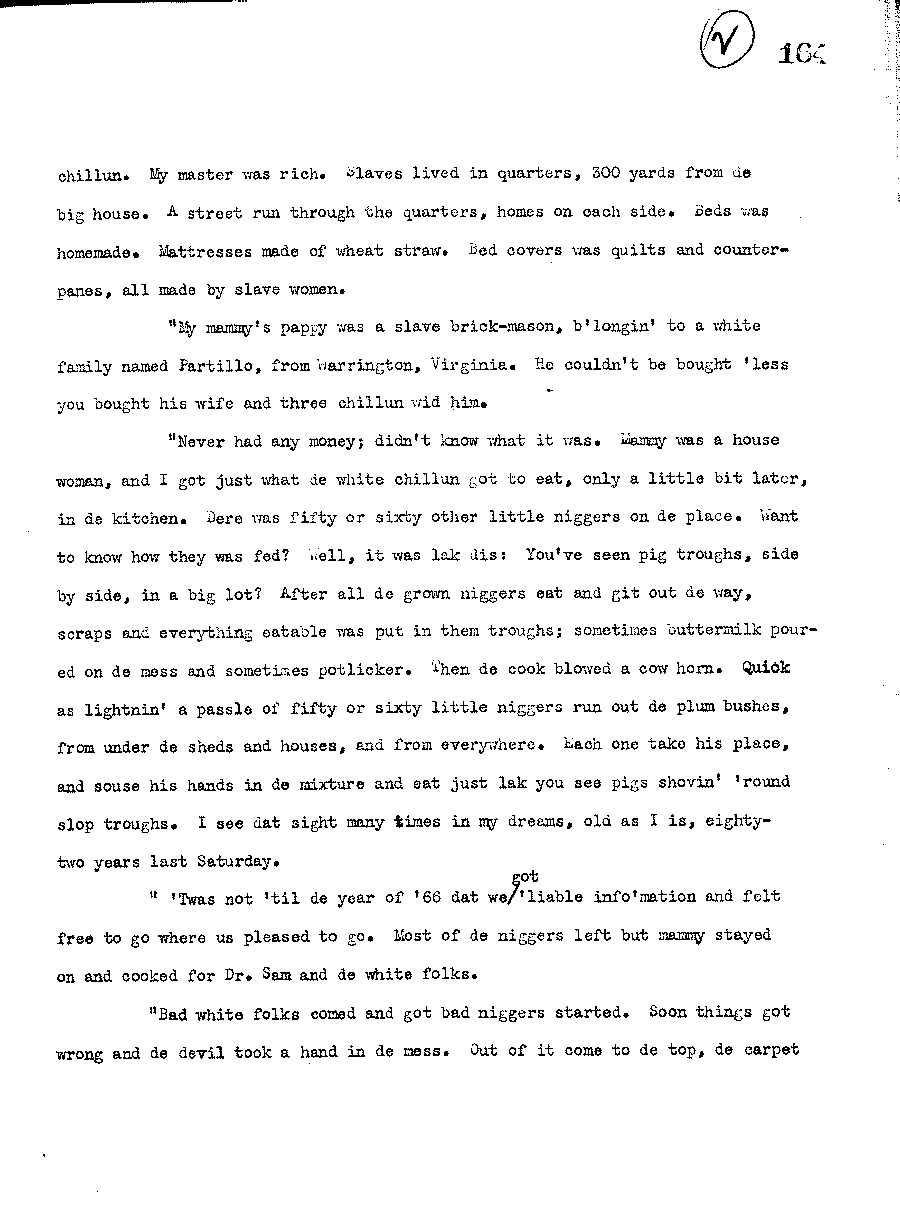 164
chillun. My master was rich. Slaves lived in quarters, 300 yards from de
big house. A street run through the quarters, homes on each side. Beds was
homemade. Mattresses made of wheat straw. Bed covers was quilts and counter-
panes, all made by slave women.
"My mammy's pappy was a slave brick-mason, b'longin' to a white
family named Partillo, from Warrington, Virginia. He couldn't be bought 'less
you bought his wife and three chillun wid him.
"Never had any money; didn't know what it was. Mammy was a house
woman, and I got just what de white chillun got to eat, only a little bit later,
in de kitchen. Dere was fifty or sixty other little niggers on de place. Want
to know how they was fed? Well, it was lak dis: You've seen pig troughs, side
by side, in a big lot? After all de grown niggers eat and git out de way,
scraps and everything eatable was put in them troughs; sometimes buttermilk pour-
ed on de mess and sometimes potlicker. Then de cook blowed a cow horn. Quick
as lightnin' a passle of fifty or sixty little niggers run out de plum bushes,
from under de sheds and houses, and from everywhere. Each one take his place,
and souse his hands in de mixture and eat just lak you see pigs shovin' 'round
slop troughs. I see dat sight many times in my dreams, old as I is, eighty-
two years last Saturday.
got
" 'Twas not 'til de year of '66 dat we/'liable info'mation and felt
free to go where us pleased to go. Most of de niggers left but mammy stayed
on and cooked for Dr. Sam and de white folks.
"Bad white folks comed and got bad niggers started. Soon things got
wrong and de devil took a hand in de mess. Out of it come to de top, de carpet